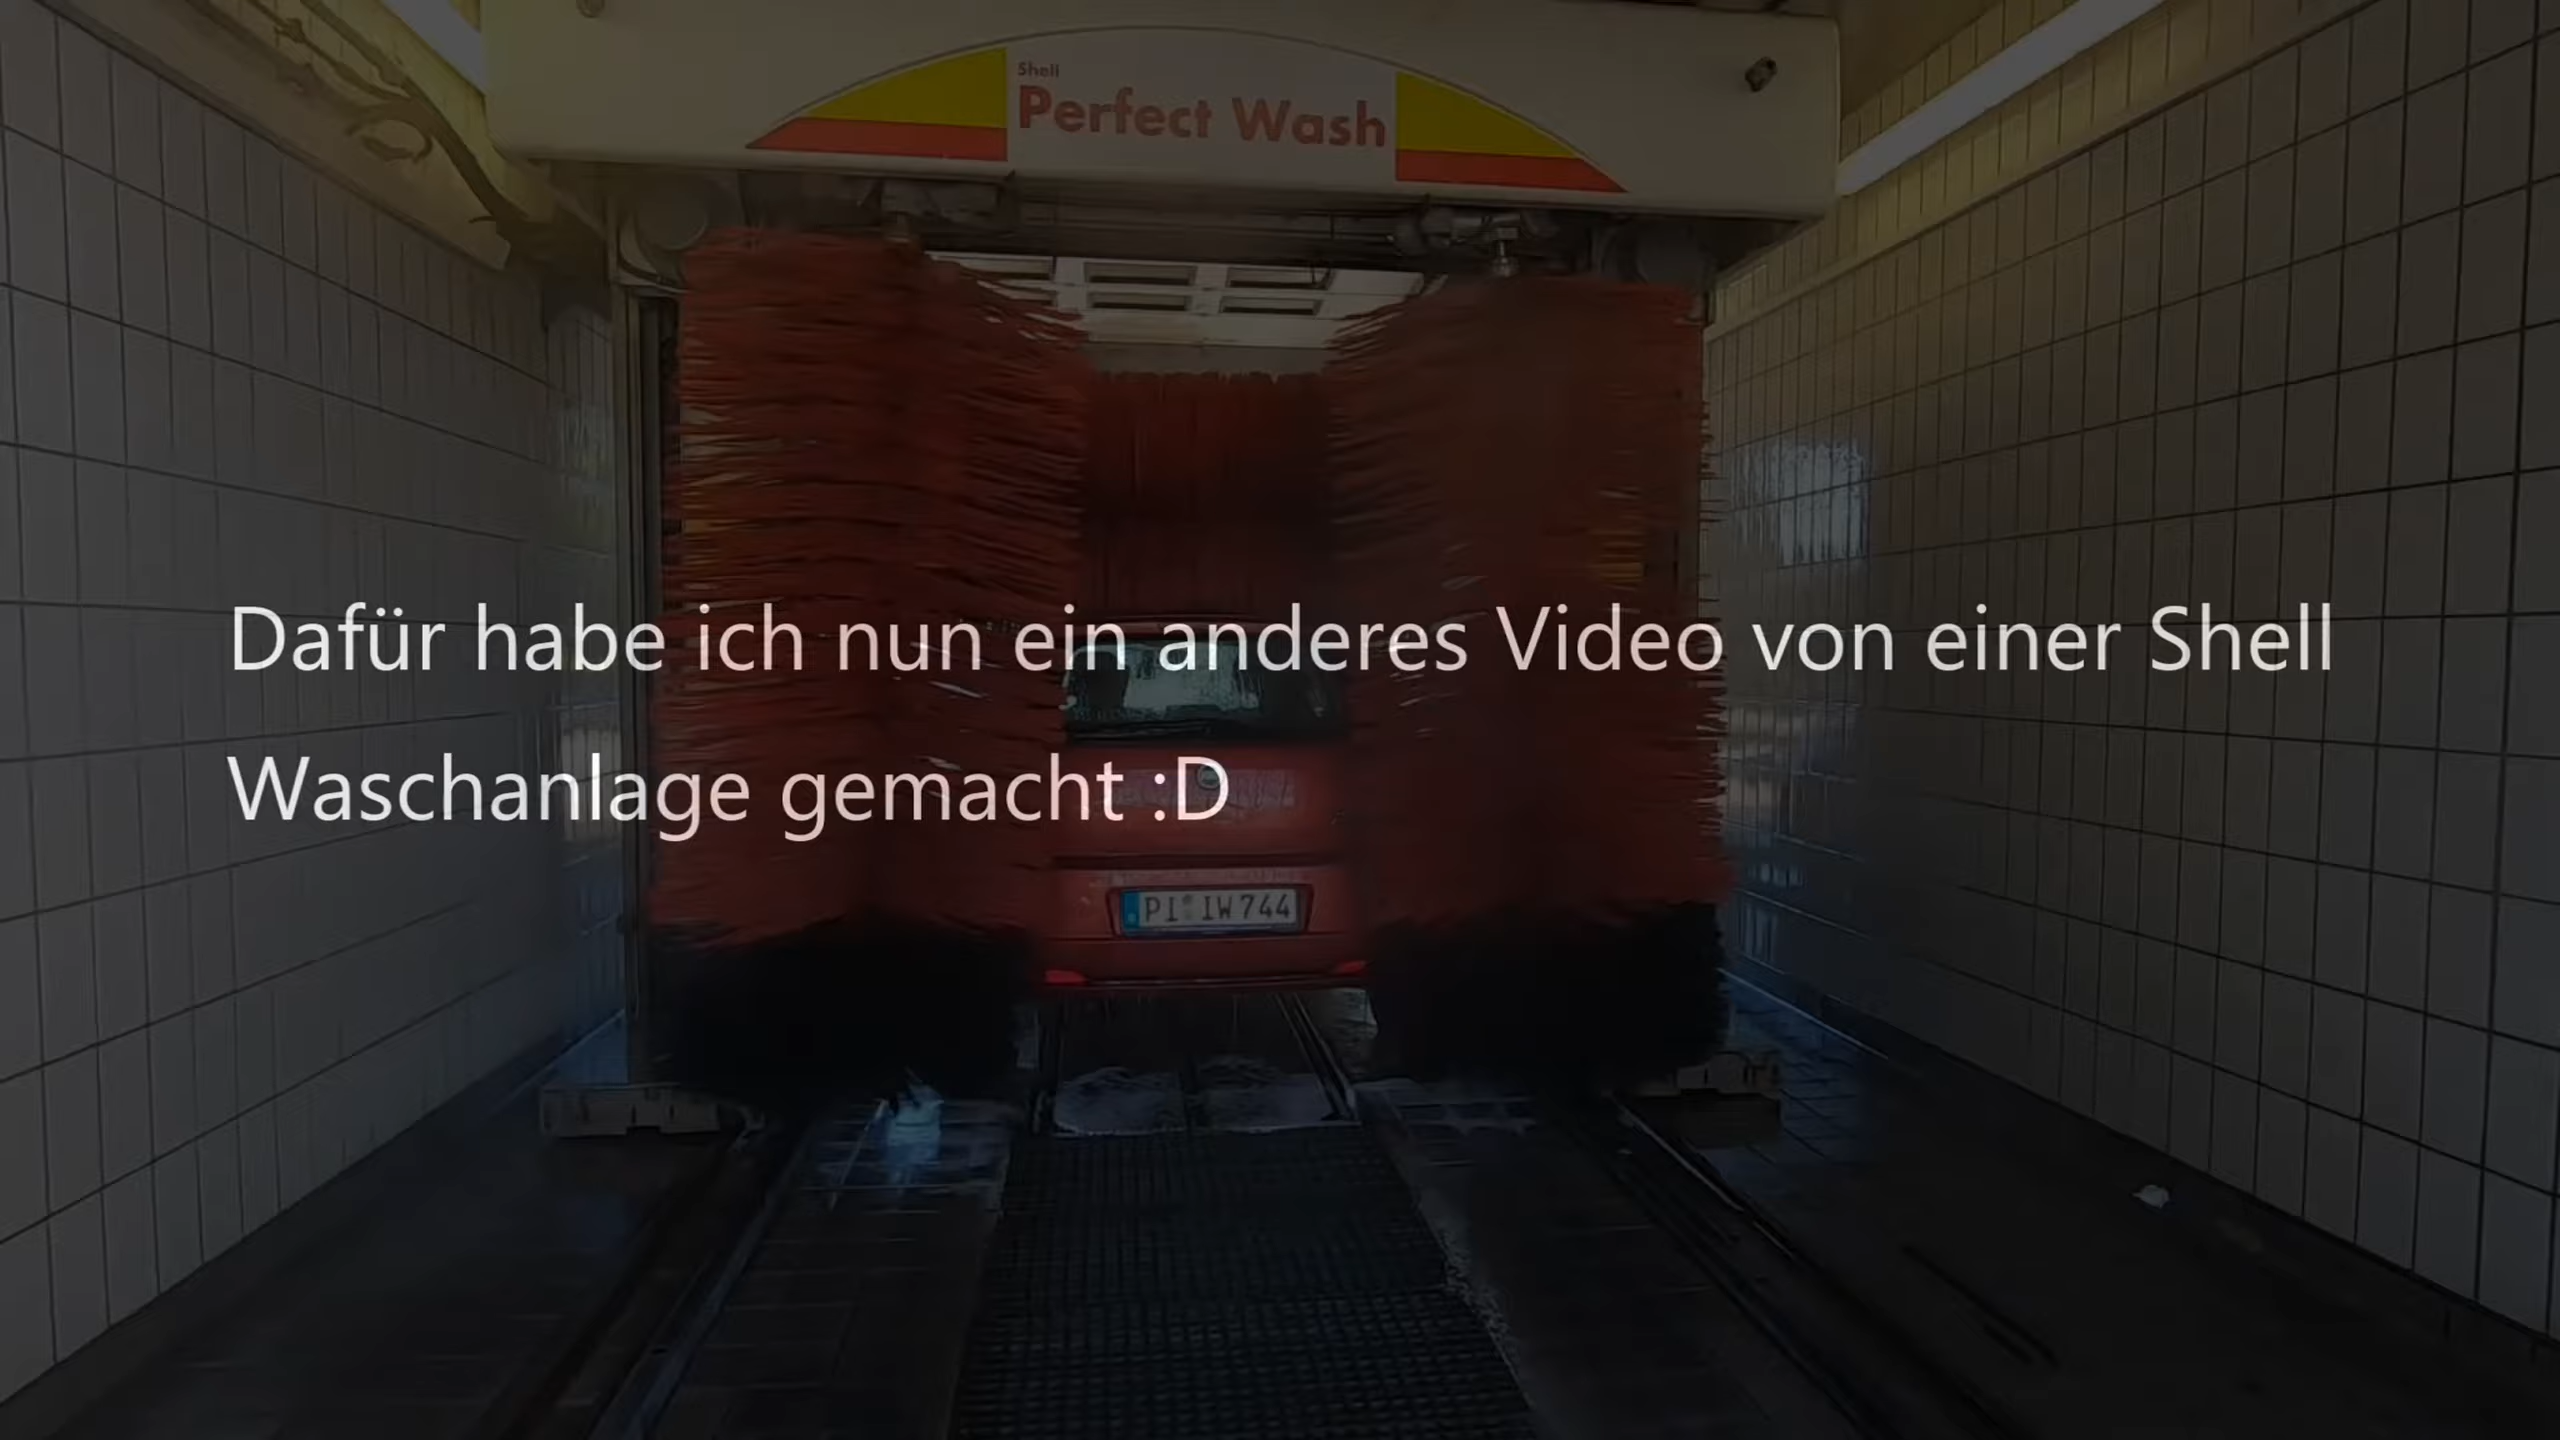 Shell
Perfect Wash
Dafür habe ich nun ein anderes Video von einer Shell
Waschanlage gemacht :D
PI IW 744